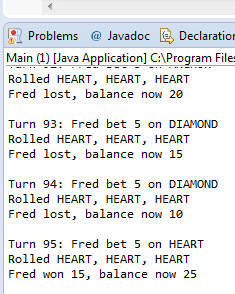 Problems @ Javadoc Declaration
Main (1) [Java Application] C:\Program Files
Rolled HEART, HEART, HEART
Fred lost, balance now 20
Turn 93: Fred bet 5 on DIAMOND
Rolled HEART, HEART, HEART
Fred lost, balance now 15
Turn 94: Fred bet 5 on DIAMOND
Rolled HEART, HEART, HEART
Fred lost, balance now 10
Turn 95: Fred bet 5 on HEART
Rolled HEART, HEART, HEART
Fred won 15, balance now 25